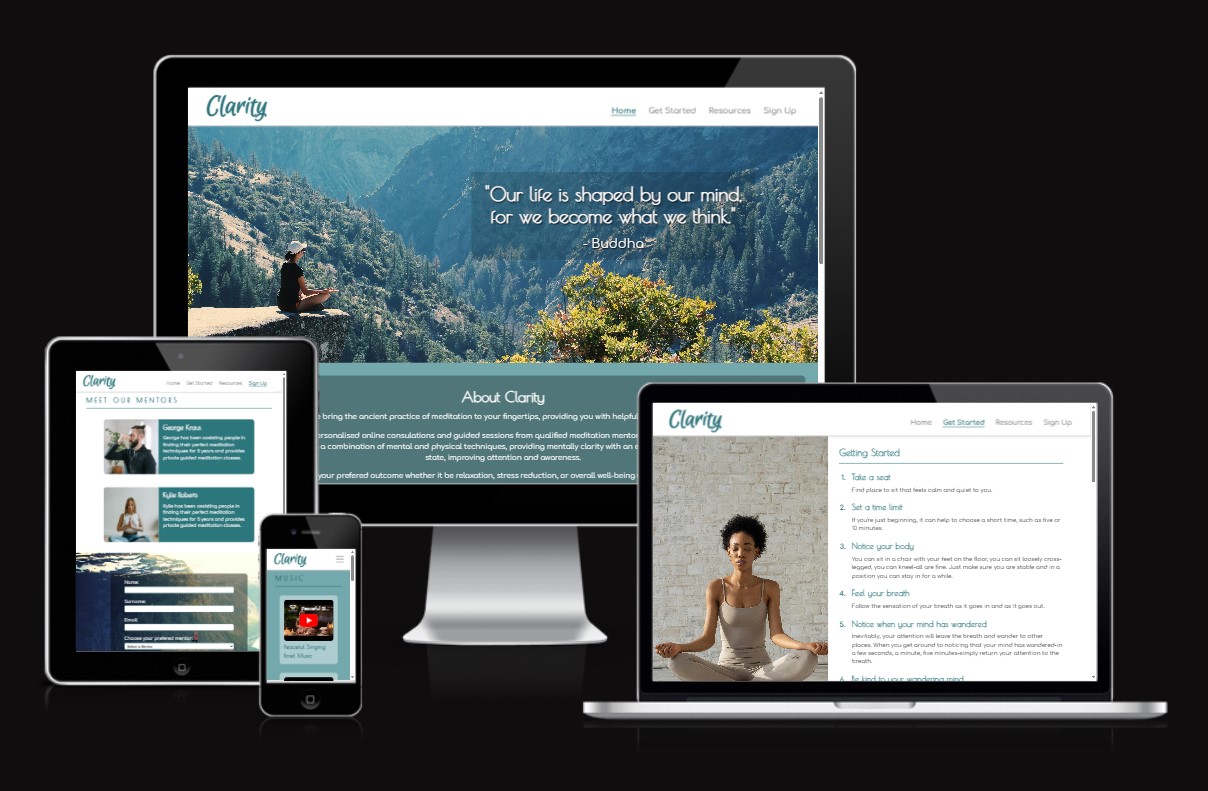 Clarity
Home Get Started Resources Sign Up
"Our life is shaped by our mind,
for we become what we think."
- Buddha -
About Clarity
bring the ancient practice of meditation to your fingertips, providing you with helpful
personalised online consulations and guided sessions from qualified meditation
a combination of mental and physical techniques, providing mentally clarity with an
state, improving attention and awareness.
your prefered outcome whether it be relaxation, stress reduction, or overall well-being
Clarity
Home Get Started Resources Sign Up
MEET OUR MENTORS
George Kraus
George has been assisting people in
finding their perfect meditation
techniques for 5 years and provides
private guided meditation classes.
Kylie Roberts
Kylie has been assisting people in
finding their perfect meditation
techniques for 5 years and provides
private guided meditation classes.
Name:
Surname:
Email:
Choose your prefered mentor:
Select a Mentor
Clarity
MUSIC
Peaceful S...
Peaceful Singing
Bowl Music
Clarity
Home Get Started Resources Sign Up
Getting Started
1. Take a seat
Find place to sit that feels calm and quiet to you.
2. Set a time limit
If you're just beginning, it can help to choose a short time, such as five or
10 minutes.
3. Notice your body
You can sit in a chair with your feet on the floor, you can sit loosely cross-
legged, you can kneel-all are fine. Just make sure you are stable and in a
position you can stay in for a while.
4. Feel your breath
Follow the sensation of your breath as it goes in and as it goes out.
5. Notice when your mind has wandered
Inevitably, your attention will leave the breath and wander to other
places. When you get around to noticing that your mind has wandered-in
a few seconds, a minute, five minutes-simply return your attention to the
breath.
6. Be kind to your wandering mind